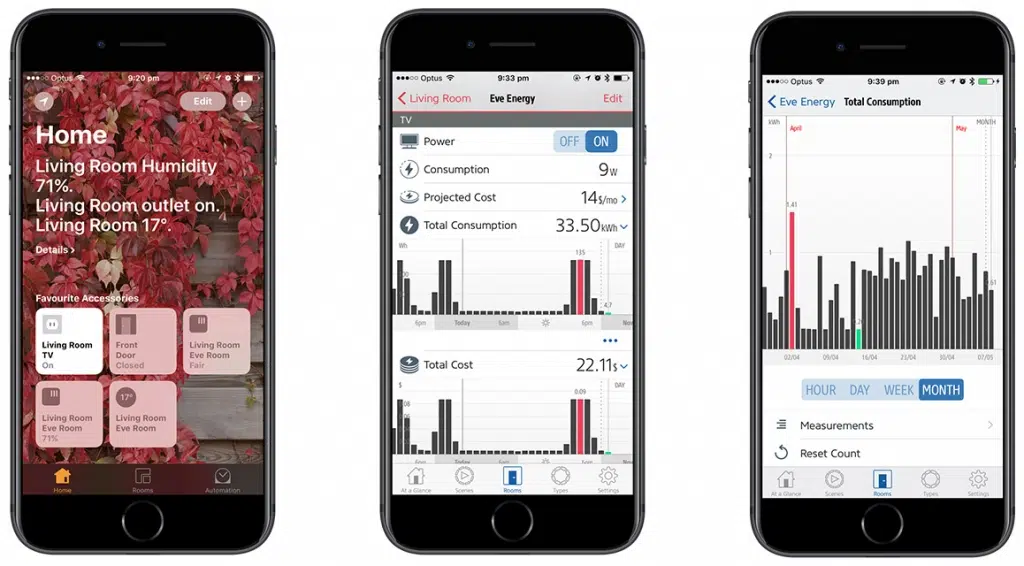 Optus
9:20 pm
Edit
Home
Living Room Humidity
71%.
Living Room outlet on.
Living Room 17°.
Details >
Favourite Accessories
Living Room
TV
On
Front
Door
Closed
Living Room
Eve Room
Fair
Living Room
Eve Room
71%
17°
Living Room
Eve Room
Home
Rooms
Automation
Optus
9:33 pm
Living Room
Eve Energy
Edit
TV
Power
OFF
ON
Consumption
9W
Projected Cost
14$/mo
Total Consumption
33.50kWh
Wh
DAY
135
4.7
6pm
Today
6am
6pm
Now
Total Cost
22.11$
$
DAY
0.09
6pm
Today
6am
6pm
Now
At a Glance
Scenes
Rooms
Types
Settings
Optus
9:39 pm
Eve Energy
Total Consumption
kWh
April
May
MONTH
2
1.41
1
02/04
09/04
16/04
23/04
30/04
07/05
HOUR
DAY
WEEK
MONTH
Measurements
Reset Count
At a Glance
Scenes
Rooms
Types
Settings